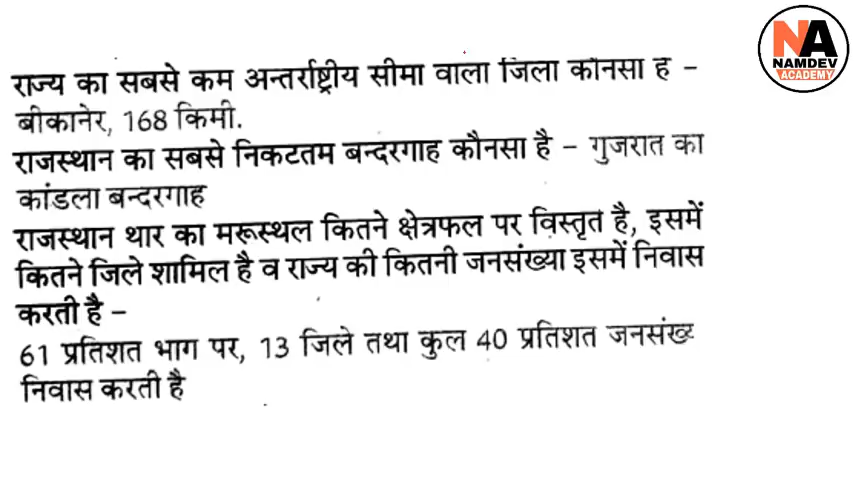 राज्य का सबसे कम अन्तर्राष्ट्रीय सीमा वाला जिला कौनसा है –
बीकानेर, 168 किमी.
राजस्थान का सबसे निकटतम बन्दरगाह कौनसा है – गुजरात का
कांडला बन्दरगाह
राजस्थान थार का मरूस्थल कितने क्षेत्रफल पर विस्तृत है, इसमें
कितने जिले शामिल है व राज्य की कितनी जनसंख्या इसमें निवास
करती है –
61 प्रतिशत भाग पर, 13 जिले तथा कुल 40 प्रतिशत जनसंख्
निवास करती है
NA
NAMDEV
ACADEMY